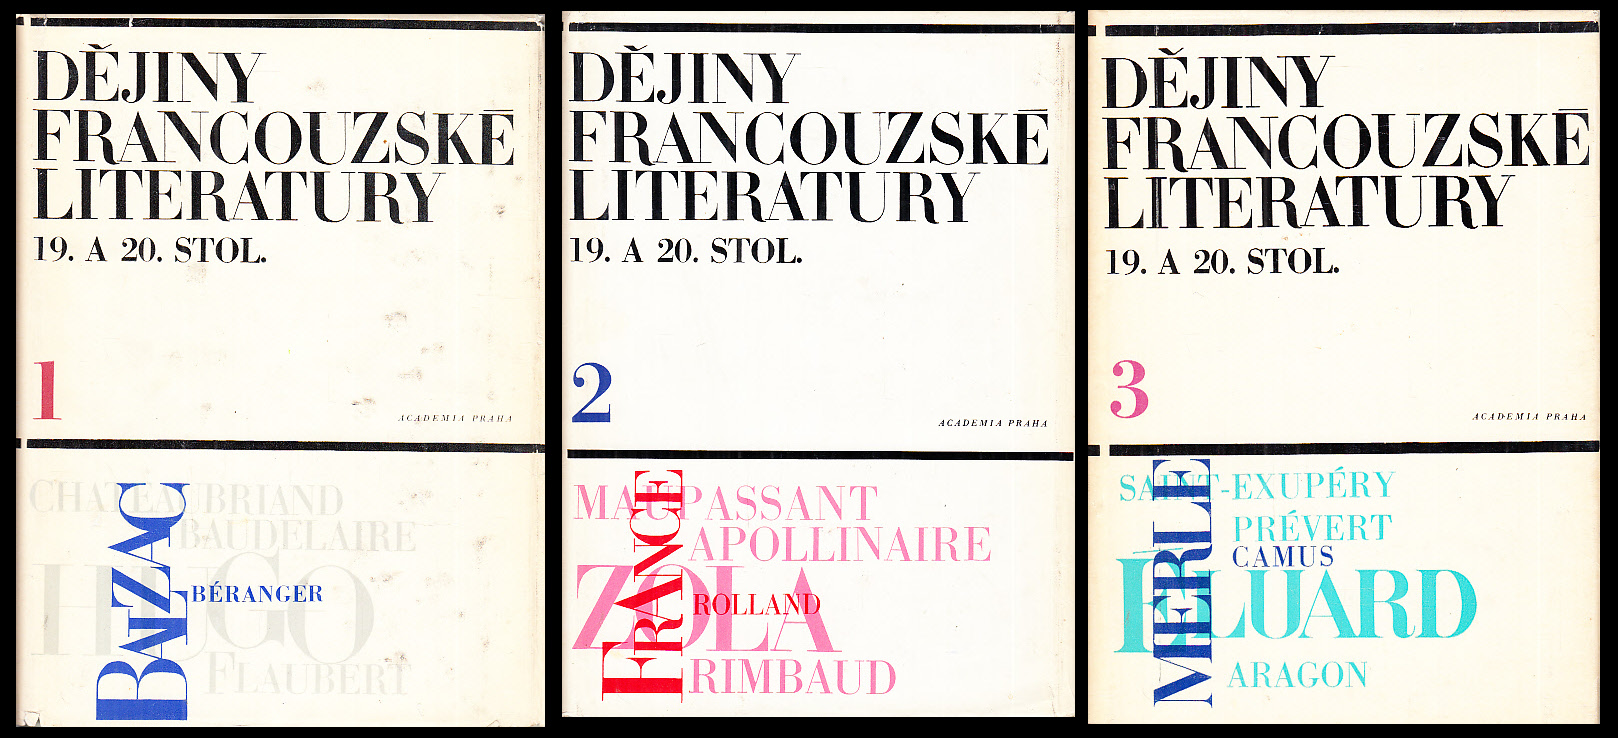 DĚJINY
FRANCOUZSKÉ
LITERATURY
19. A 20. STOL.
1
ACADEMIA PRAHA
CHATEAUBRIAND
BAUDELAIRE
HUGO
BALZAC
BÉRANGER
FLAUBERT
DĚJINY
FRANCOUZSKÉ
LITERATURY
19. A 20. STOL.
2
ACADEMIA PRAHA
MAUPASSANT
APOLLINAIRE
ZOLA
FRANCE
ROLLAND
RIMBAUD
DĚJINY
FRANCOUZSKÉ
LITERATURY
19. A 20. STOL.
3
ACADEMIA PRAHA
SAINT-EXUPÉRY
PRÉVERT
CAMUS
ÉLUARD
MERLE
ARAGON